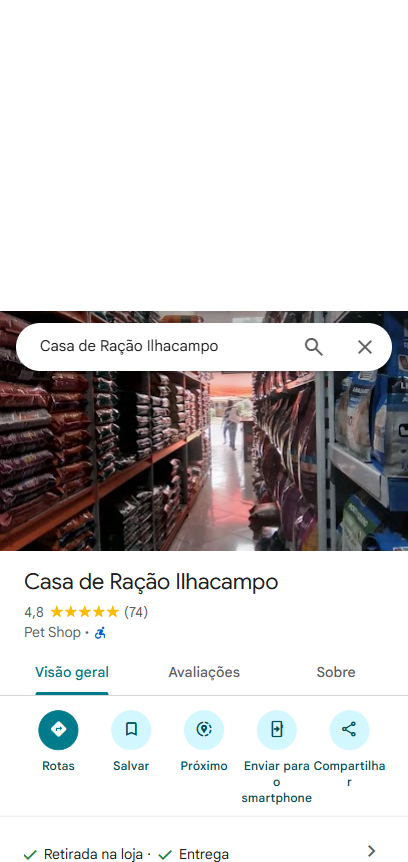 Casa de Ração Ilhacampo
Casa de Ração Ilhacampo
4,8 ★★★★★ (74)
Pet Shop ·
Visão geral Avaliações Sobre
Rotas Salvar Próximo Enviar para o smartphone Compartilhar
Retirada na loja · Entrega